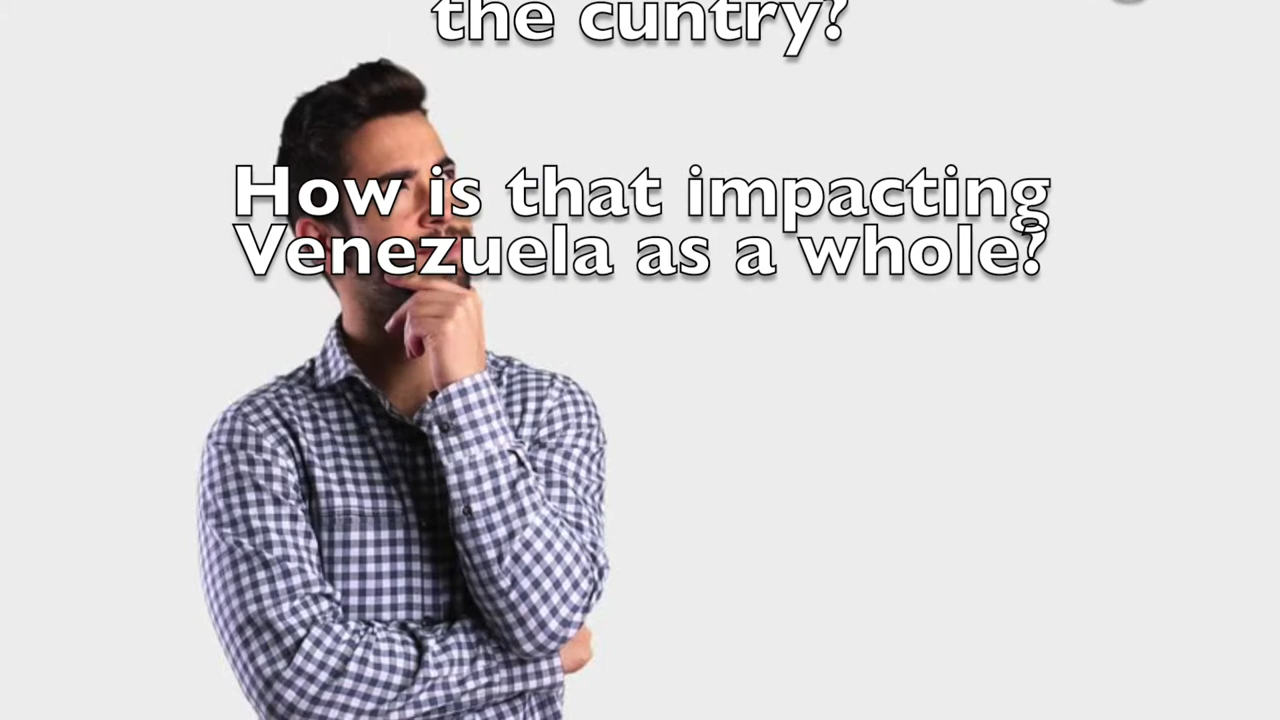 the cuntry?
How is that impacting
Venezuela as a whole?